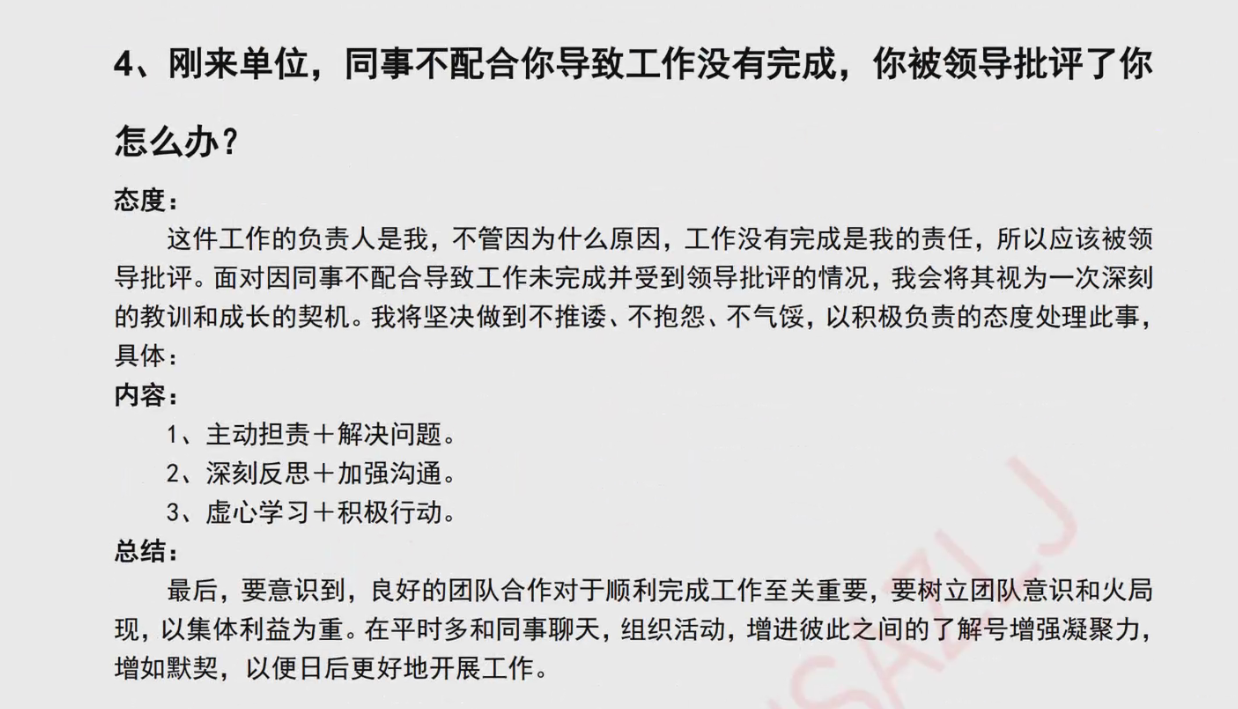 4、刚来单位，同事不配合你导致工作没有完成，你被领导批评了你
怎么办？
态度：
这件工作的负责人是我，不管因为什么原因，工作没有完成是我的责任，所以应该被领
导批评。面对因同事不配合导致工作未完成并受到领导批评的情况，我会将其视为一次深刻
的教训和成长的契机。我将坚决做到不推诿、不抱怨、不气馁，以积极负责的态度处理此事，
具体：
内容：
1、主动担责＋解决问题。
2、深刻反思＋加强沟通。
3、虚心学习＋积极行动。
总结：
最后，要意识到，良好的团队合作对于顺利完成工作至关重要，要树立团队意识和火局
现，以集体利益为重。在平时多和同事聊天，组织活动，增进彼此之间的了解号增强凝聚力，
增如默契，以便日后更好地开展工作。
SAZLJ